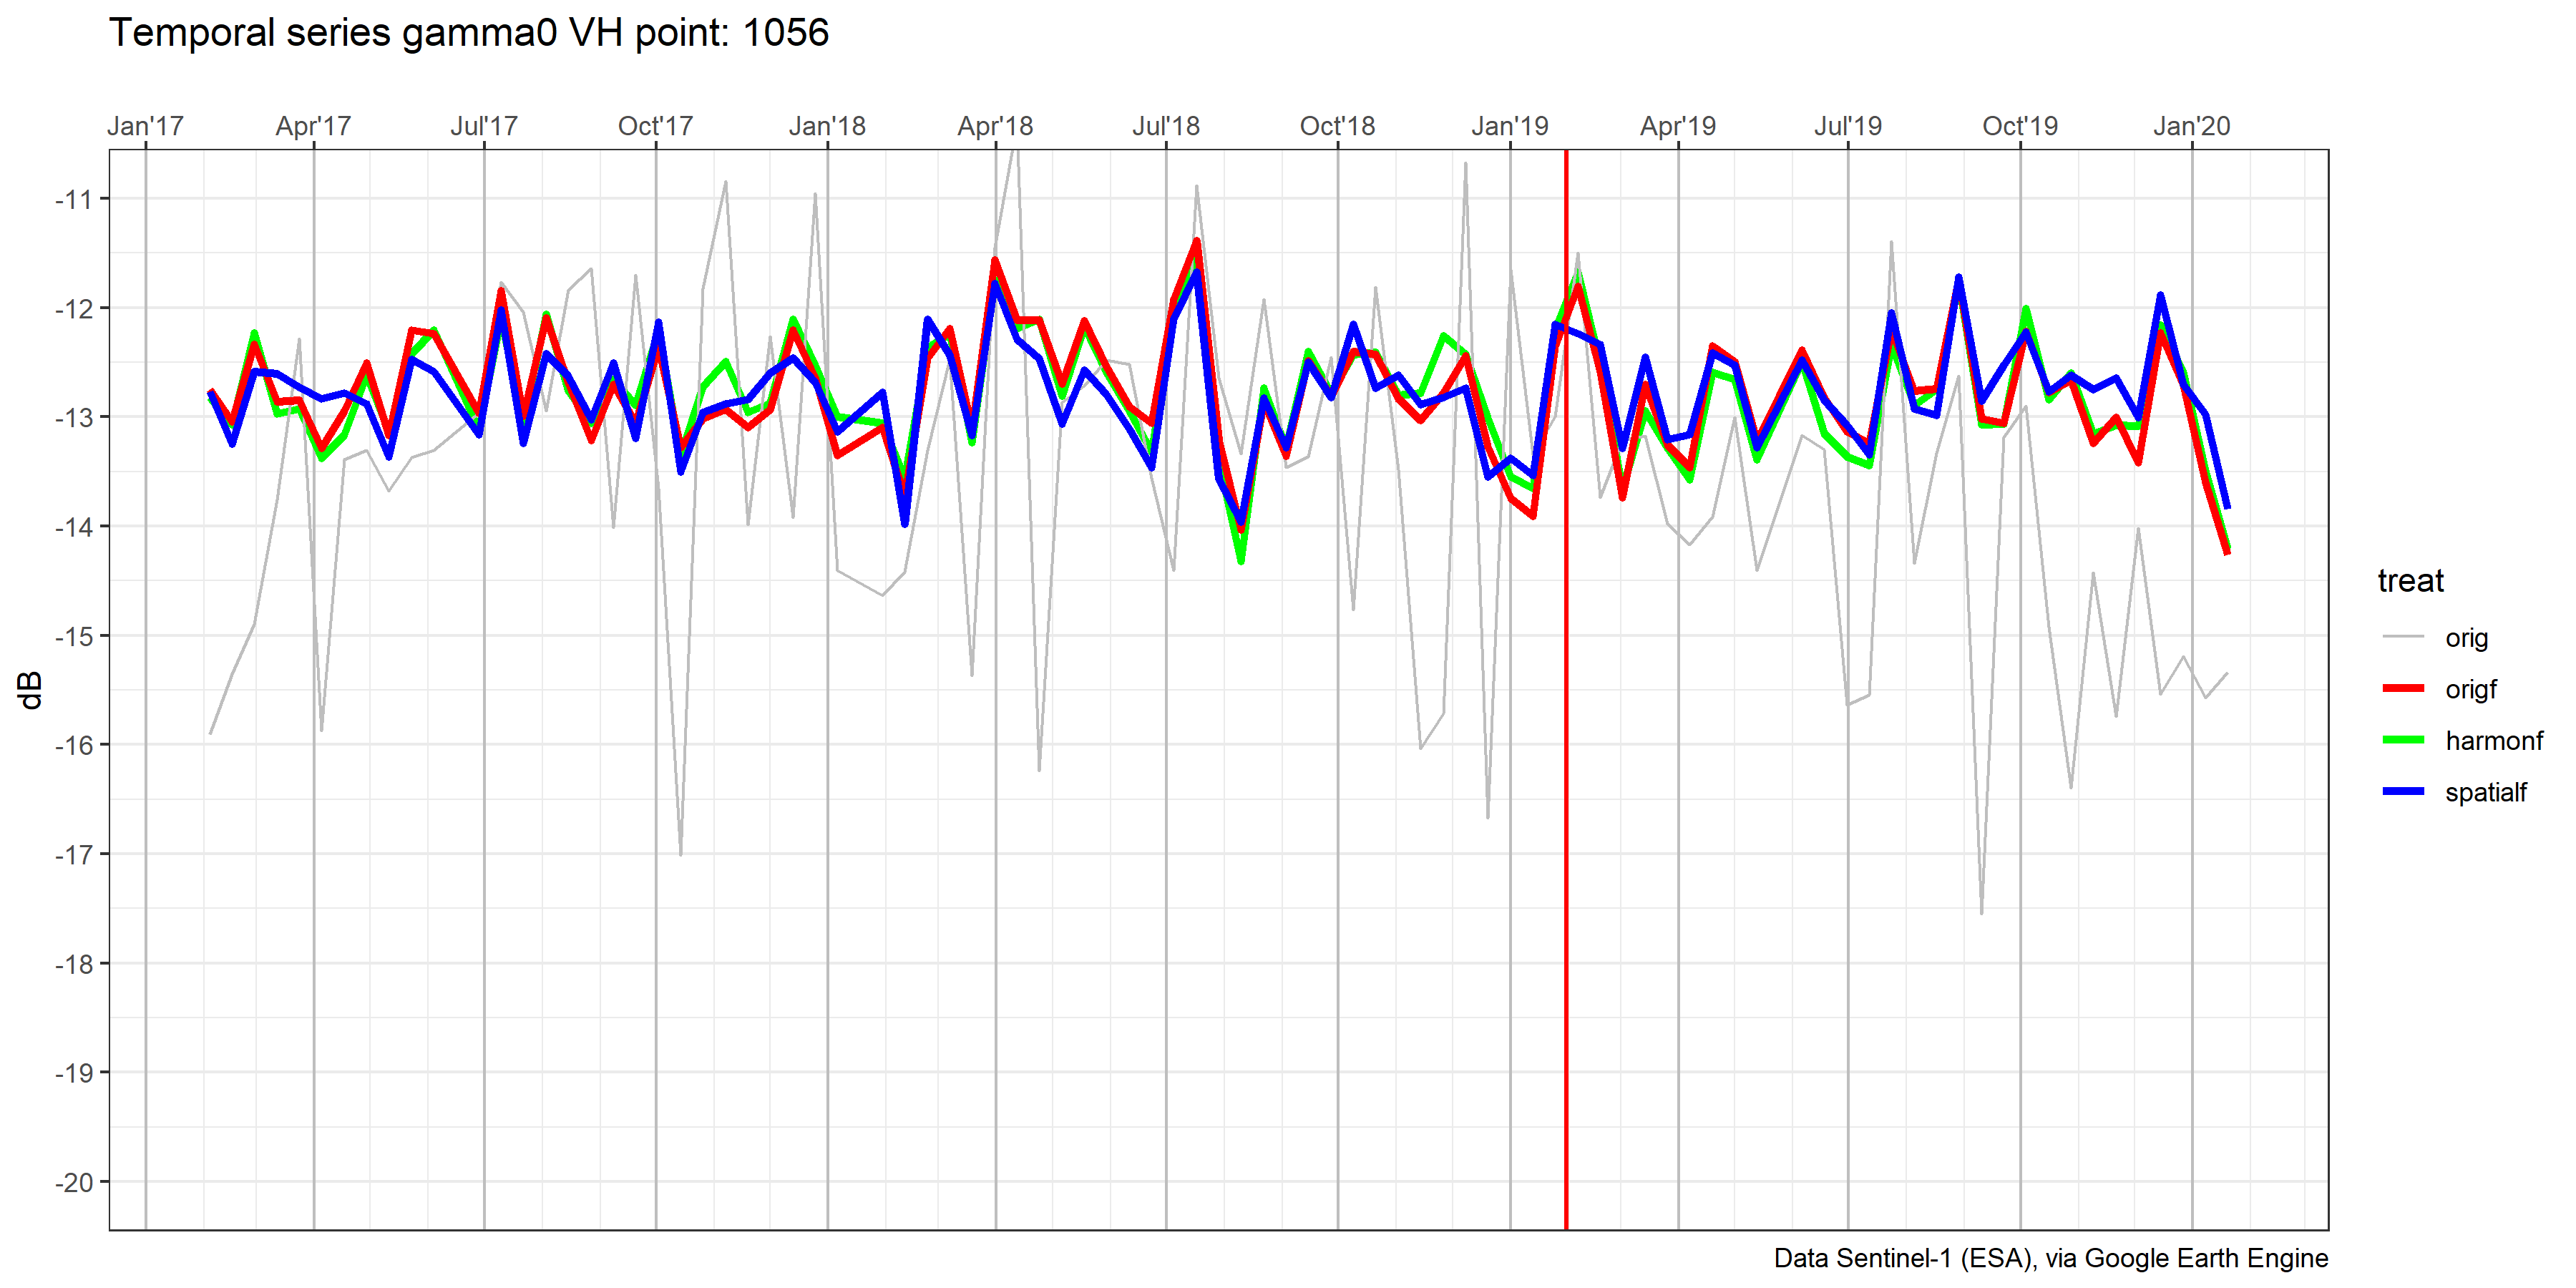 Temporal series gamma0 VH point: 1056
Jan'17 Apr'17 Jul'17 Oct'17 Jan'18 Apr'18 Jul'18 Oct'18 Jan'19 Apr'19 Jul'19 Oct'19 Jan'20
-11
-12
-13
-14
-15
-16
-17
-18
-19
-20
dB
treat
orig
origf
harmonf
spatialf
Data Sentinel-1 (ESA), via Google Earth Engine